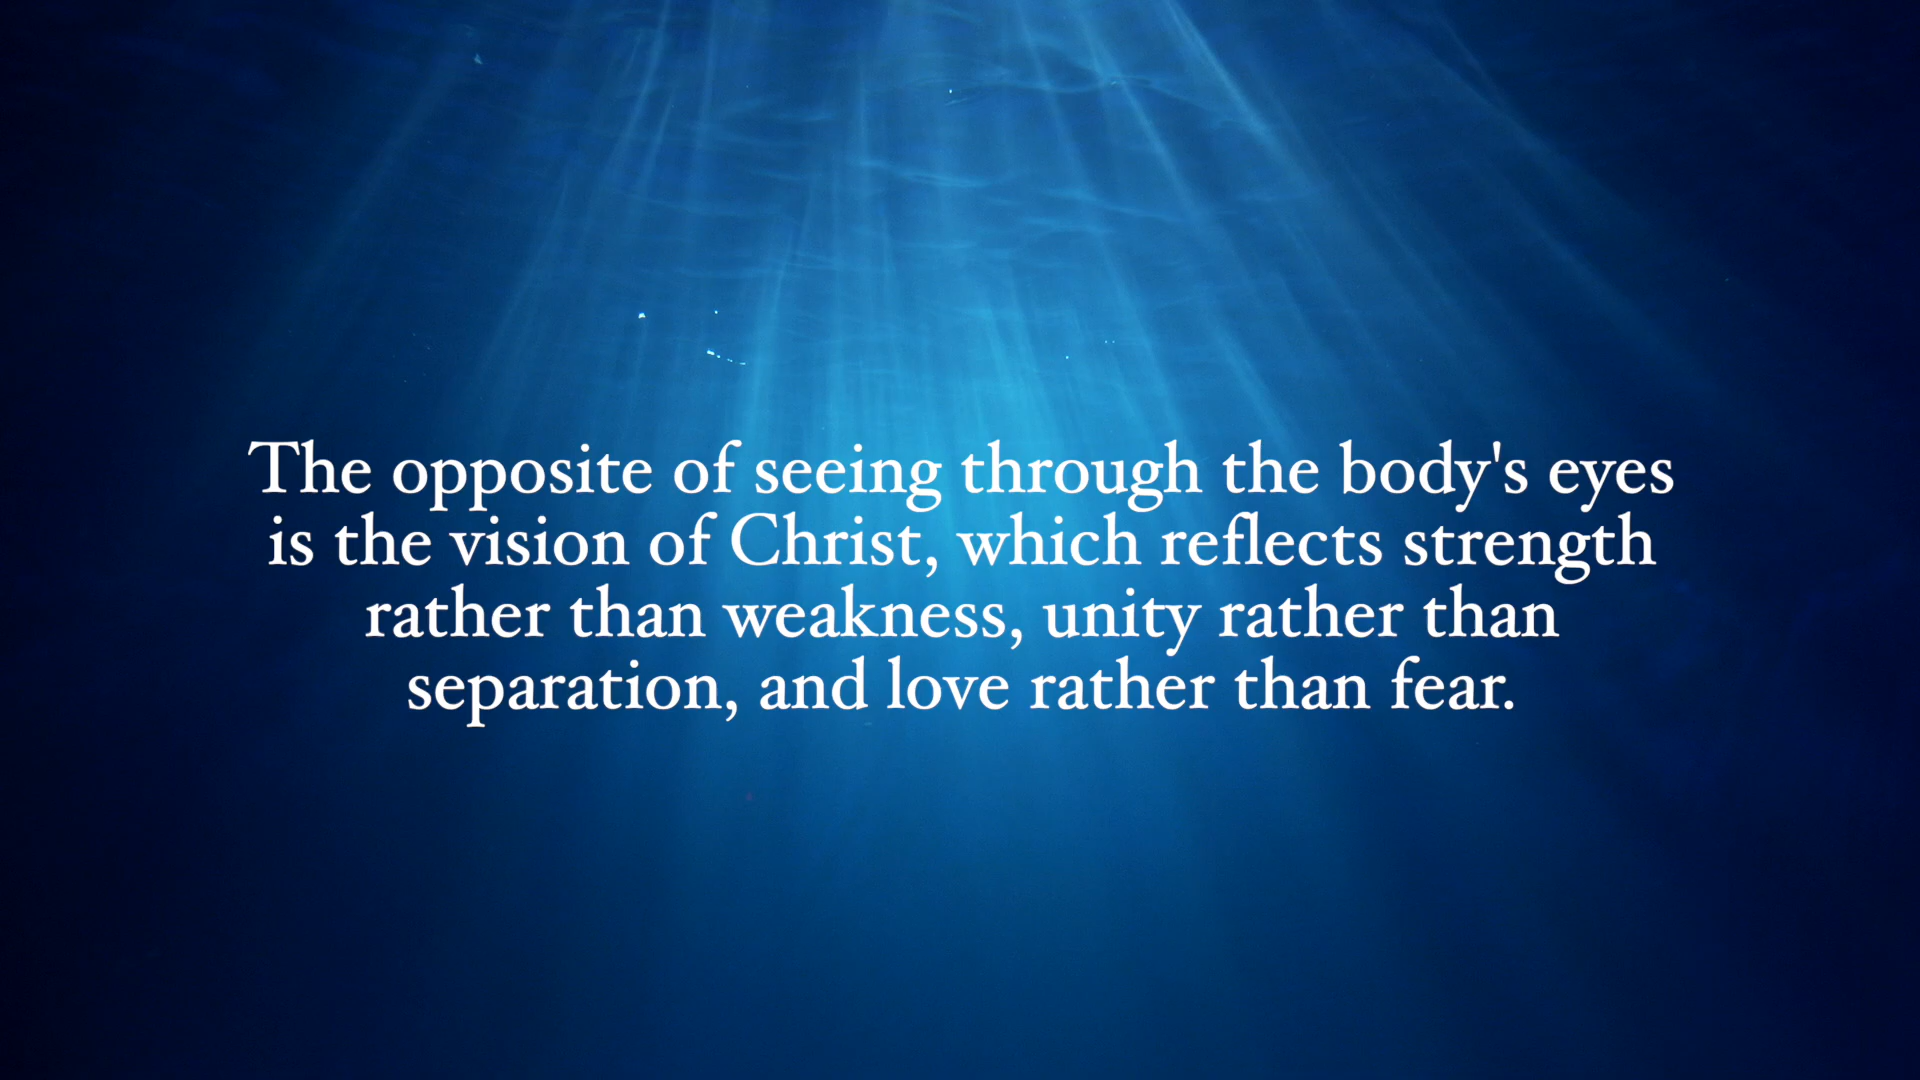 The opposite of seeing through the body's eyes
is the vision of Christ, which reflects strength
rather than weakness, unity rather than
separation, and love rather than fear.